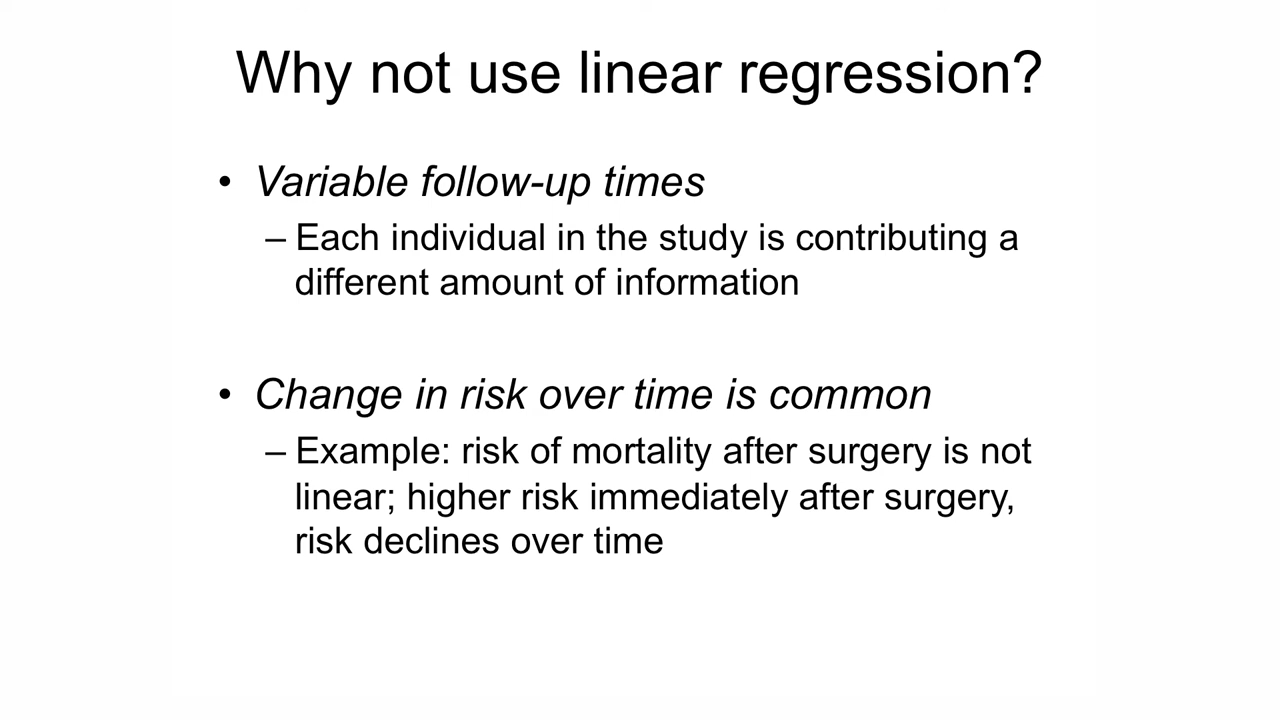 Why not use linear regression?
• Variable follow-up times
– Each individual in the study is contributing a
different amount of information
• Change in risk over time is common
– Example: risk of mortality after surgery is not
linear; higher risk immediately after surgery,
risk declines over time